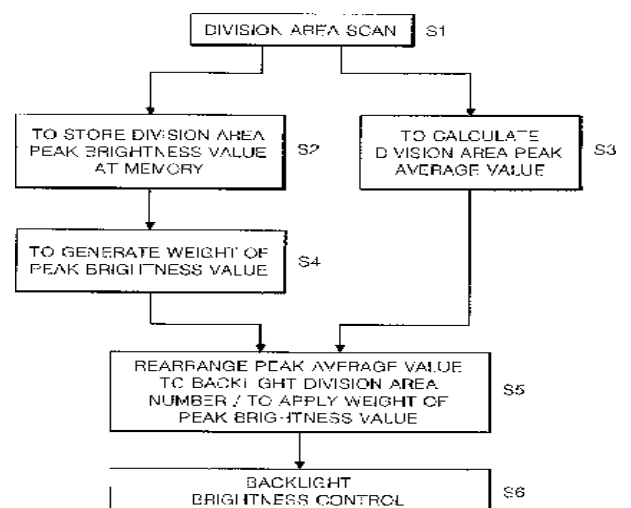 DIVISION AREA SCAN S1
TO STORE DIVISION AREA
PEAK BRIGHTNESS VALUE
AT MEMORY
S2
TO CALCULATE
DIVISION AREA PEAK
AVERAGE VALUE
S3
TO GENERATE WEIGHT OF
PEAK BRIGHTNESS VALUE
S4
REARRANGE PEAK AVERAGE VALUE
TO BACKLIGHT DIVISION AREA
NUMBER / TO APPLY WEIGHT OF
PEAK BRIGHTNESS VALUE
S5
BACKLIGHT
BRIGHTNESS CONTROL
S6